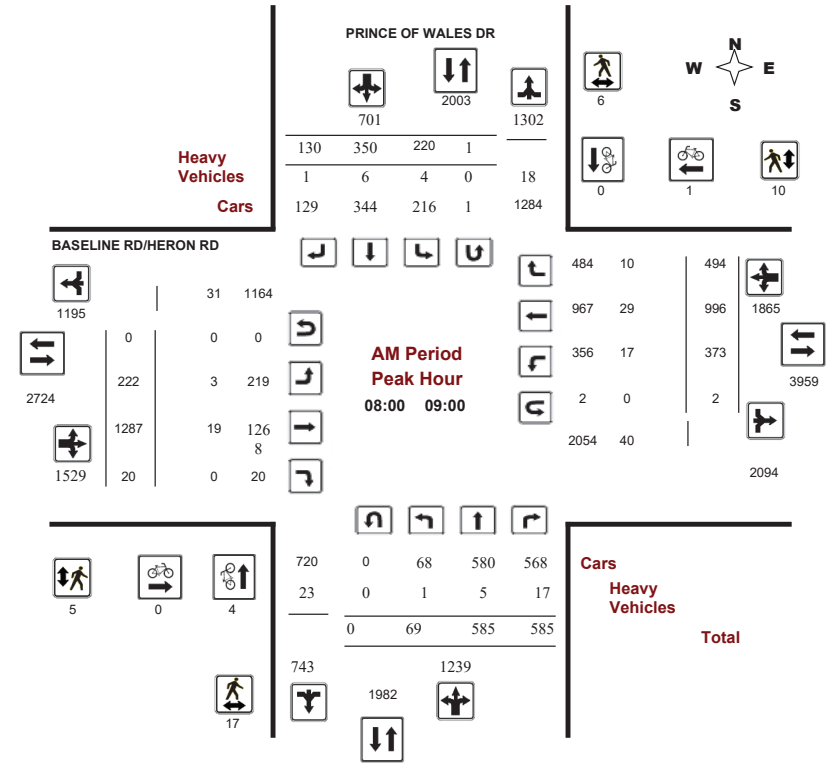 PRINCE OF WALES DR
N
W E
S
2003
6
701 1302
130 350 220 1
Heavy
Vehicles 1 6 4 0 18
Cars 129 344 216 1 1284
0 1 10
BASELINE RD/HERON RD
484 10 494
31 1164
1195
967 29 996 1865
0 0 0
AM Period
356 17 373
Peak Hour
222 3 219
3959
2724
08:00 09:00
2 0 2
1287 19 126
8
2054 40
1529 20 0 20
2094
720 0 68 580 568 Cars
23 0 1 5 17 Heavy
Vehicles
5 0 4
0 69 585 585 Total
743 1239
1982
17